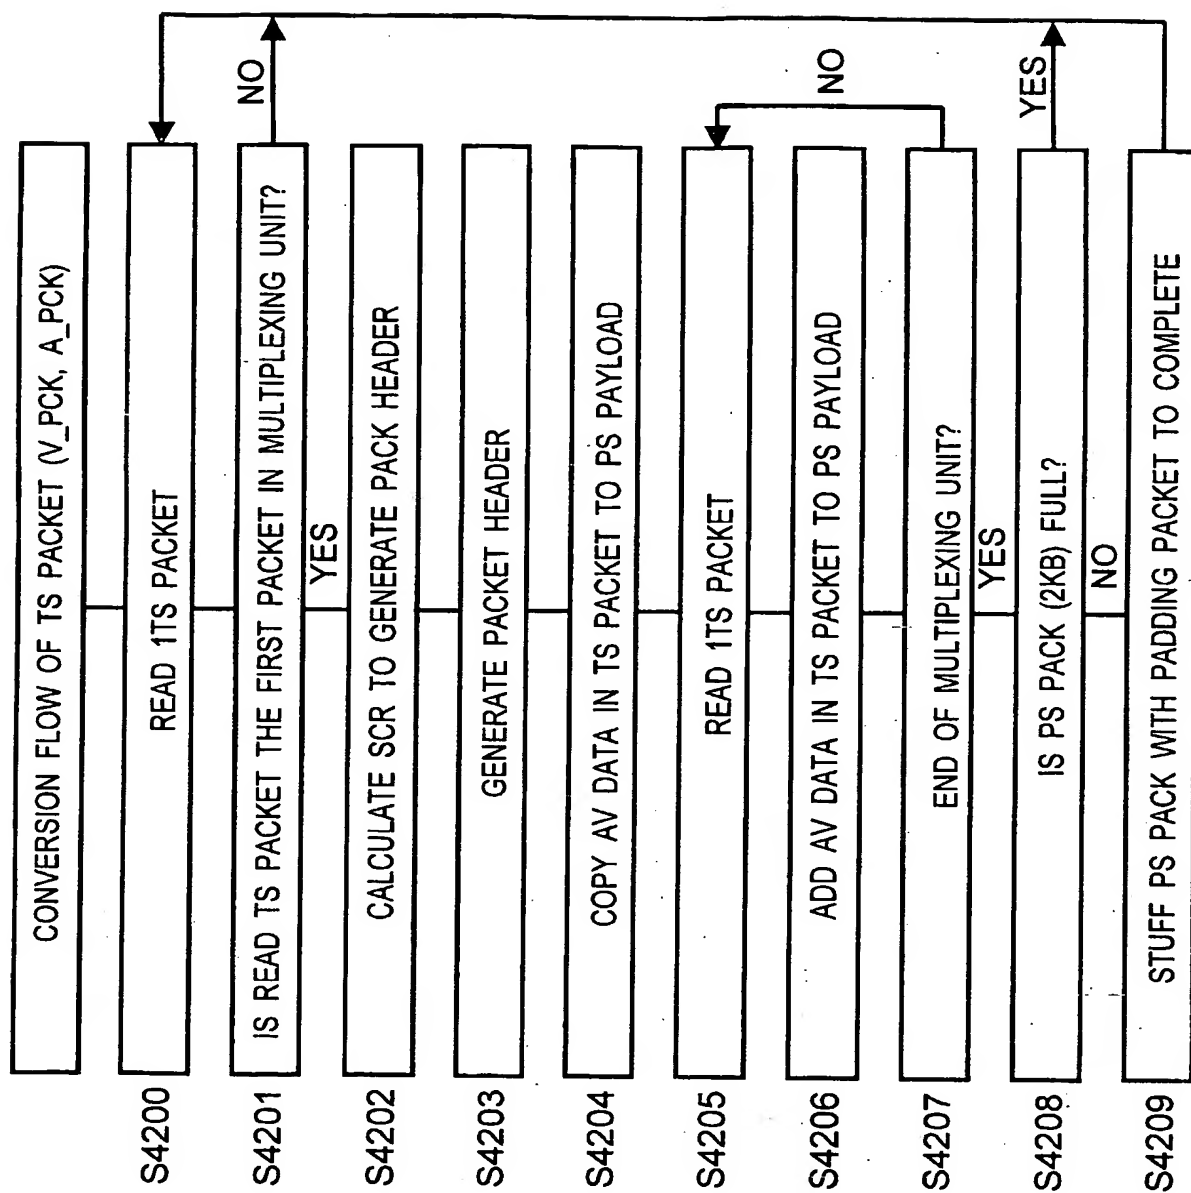 CONVERSION FLOW OF TS PACKET (V_PCK, A_PCK)
S4200
READ 1TS PACKET
S4201
IS READ TS PACKET THE FIRST PACKET IN MULTIPLEXING UNIT?
NO
YES
S4202
CALCULATE SCR TO GENERATE PACK HEADER
S4203
GENERATE PACKET HEADER
S4204
COPY AV DATA IN TS PACKET TO PS PAYLOAD
S4205
READ 1TS PACKET
S4206
ADD AV DATA IN TS PACKET TO PS PAYLOAD
NO
S4207
END OF MULTIPLEXING UNIT?
YES
S4208
IS PS PACK (2KB) FULL?
YES
NO
S4209
STUFF PS PACK WITH PADDING PACKET TO COMPLETE